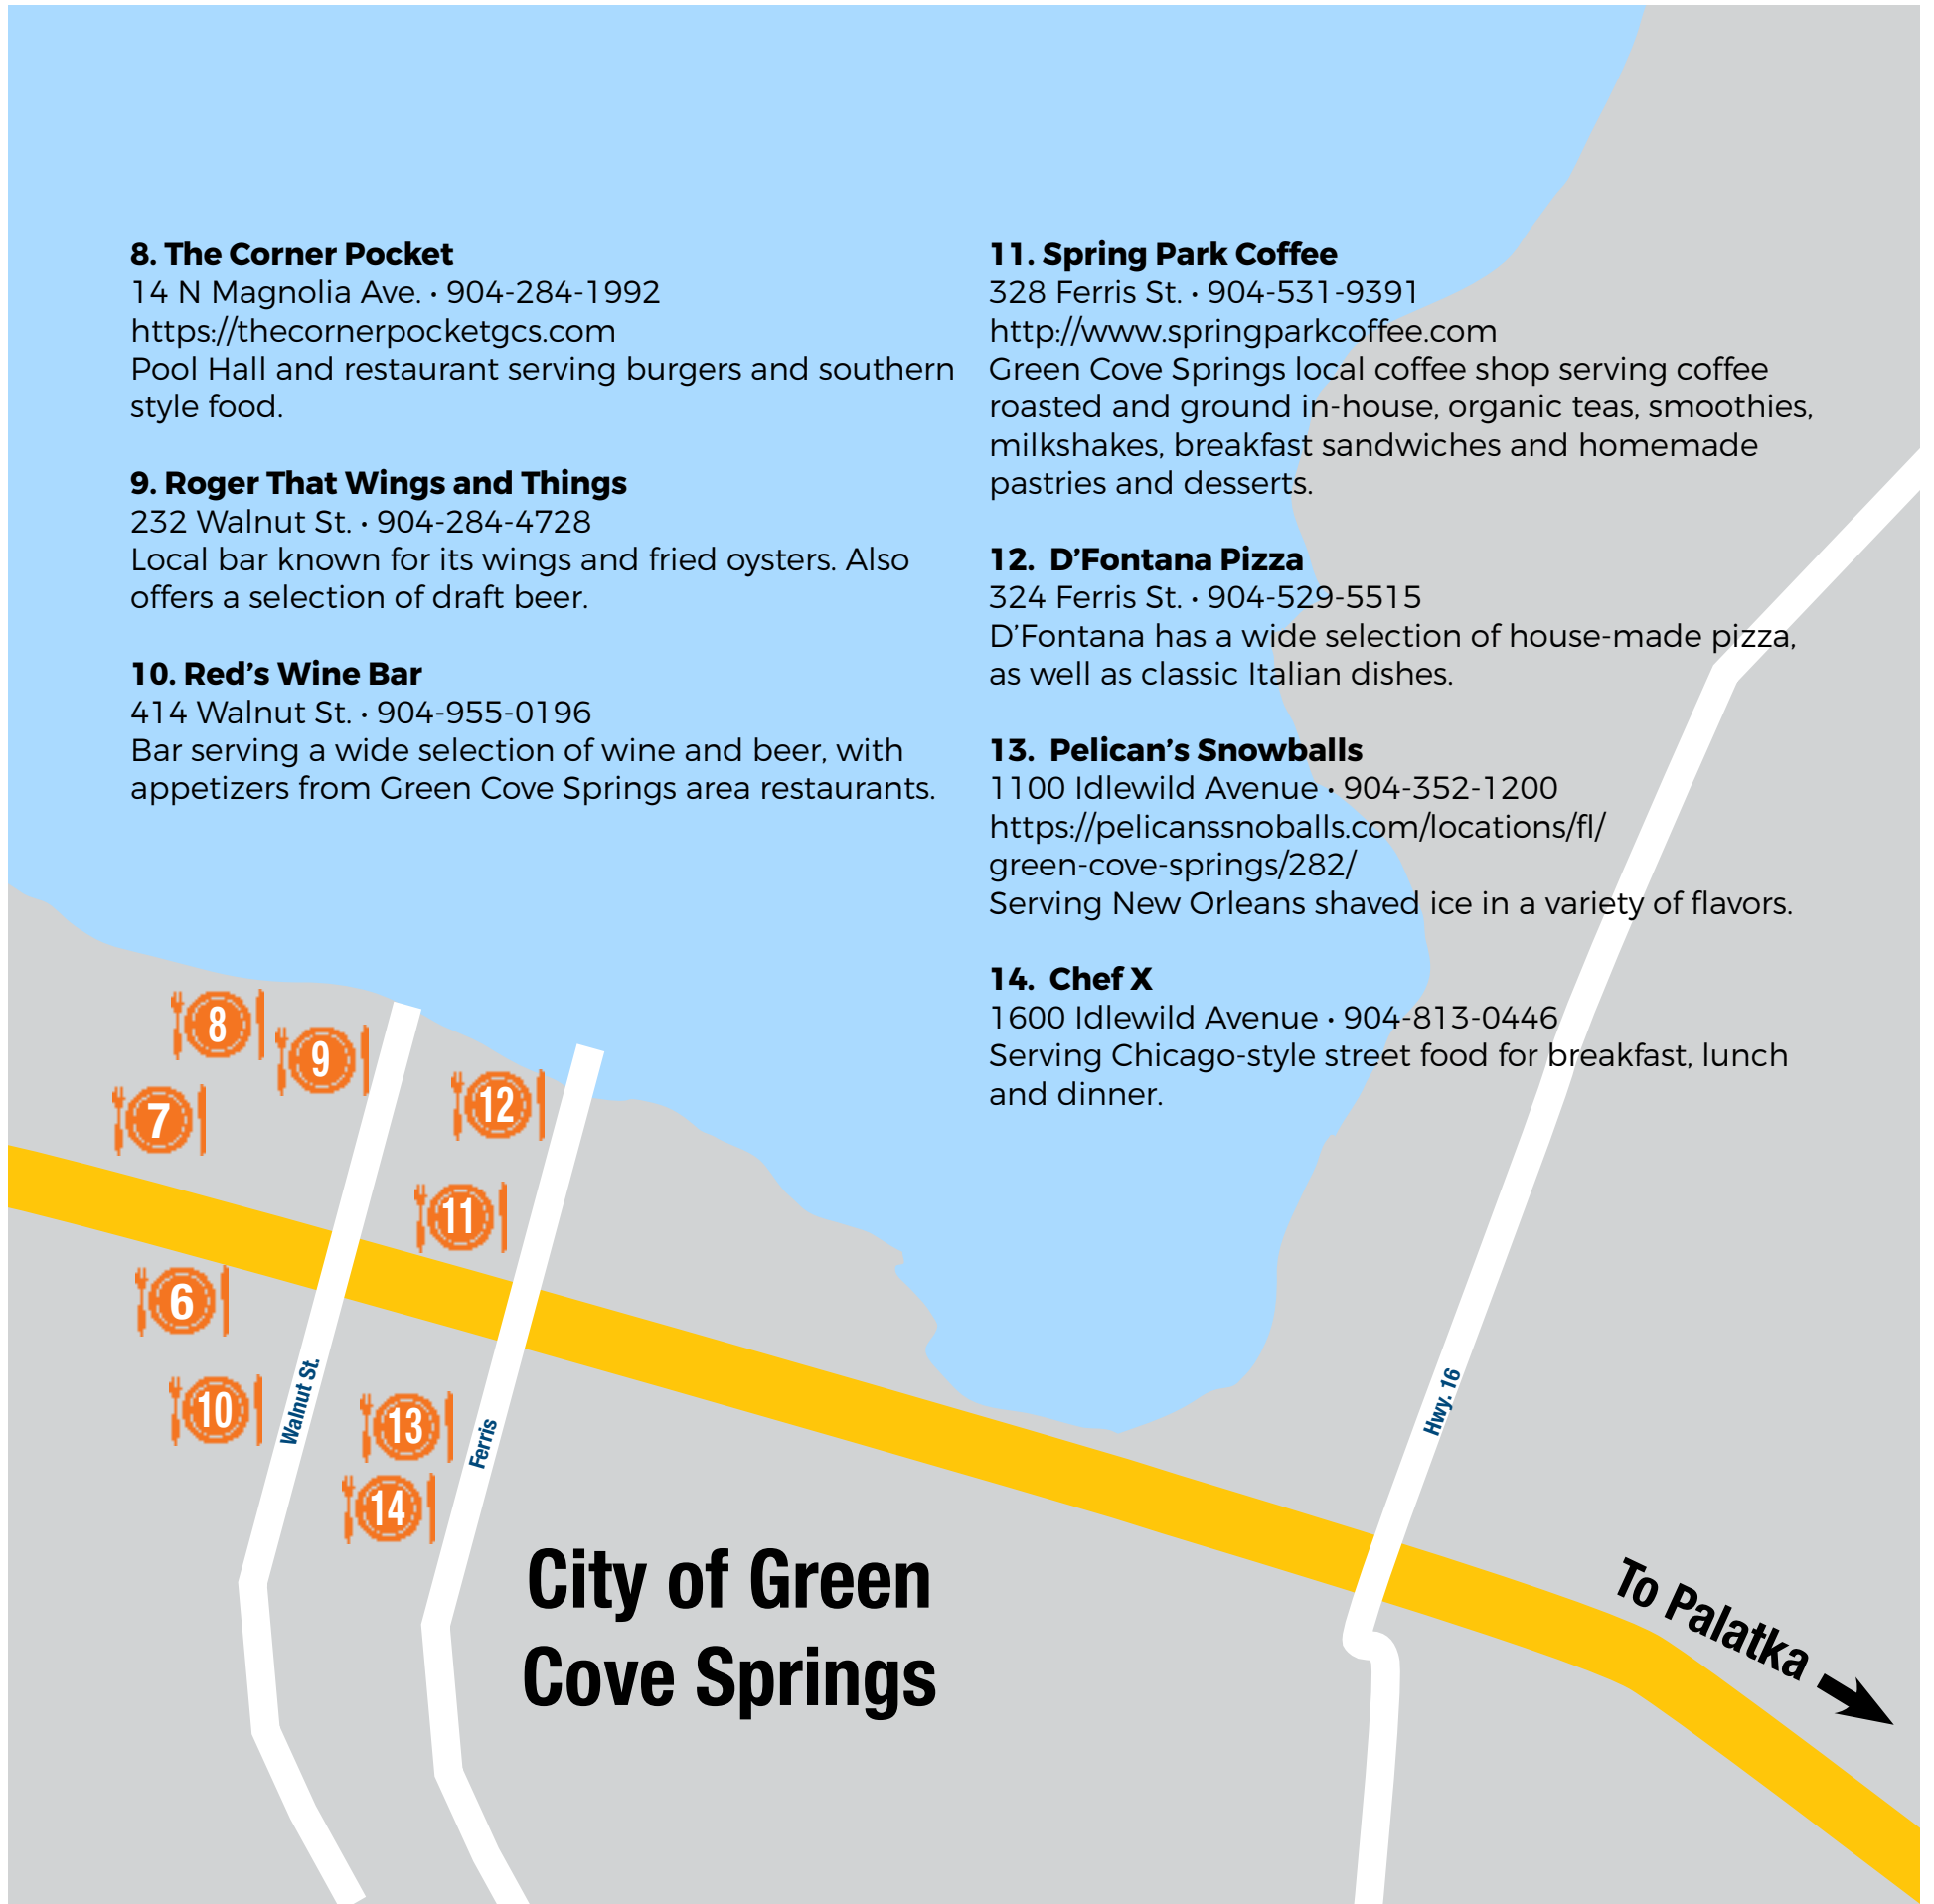 8. The Corner Pocket
14 N Magnolia Ave. • 904-284-1992
https://thecornerpocketgcs.com
Pool Hall and restaurant serving burgers and southern
style food.
9. Roger That Wings and Things
232 Walnut St. • 904-284-4728
Local bar known for its wings and fried oysters. Also
offers a selection of draft beer.
10. Red’s Wine Bar
414 Walnut St. • 904-955-0196
Bar serving a wide selection of wine and beer, with
appetizers from Green Cove Springs area restaurants.
11. Spring Park Coffee
328 Ferris St. • 904-531-9391
http://www.springparkcoffee.com
Green Cove Springs local coffee shop serving coffee
roasted and ground in-house, organic teas, smoothies,
milkshakes, breakfast sandwiches and homemade
pastries and desserts.
12. D’Fontana Pizza
324 Ferris St. • 904-529-5515
D’Fontana has a wide selection of house-made pizza,
as well as classic Italian dishes.
13. Pelican’s Snowballs
1100 Idlewild Avenue • 904-352-1200
https://pelicanssnoballs.com/locations/fl/
green-cove-springs/282/
Serving New Orleans shaved ice in a variety of flavors.
14. Chef X
1600 Idlewild Avenue • 904-813-0446
Serving Chicago-style street food for breakfast, lunch
and dinner.
8
9
7
12
11
6
10
Walnut St.
13
Ferris
14
Hwy. 16
City of Green
Cove Springs
To Palatka